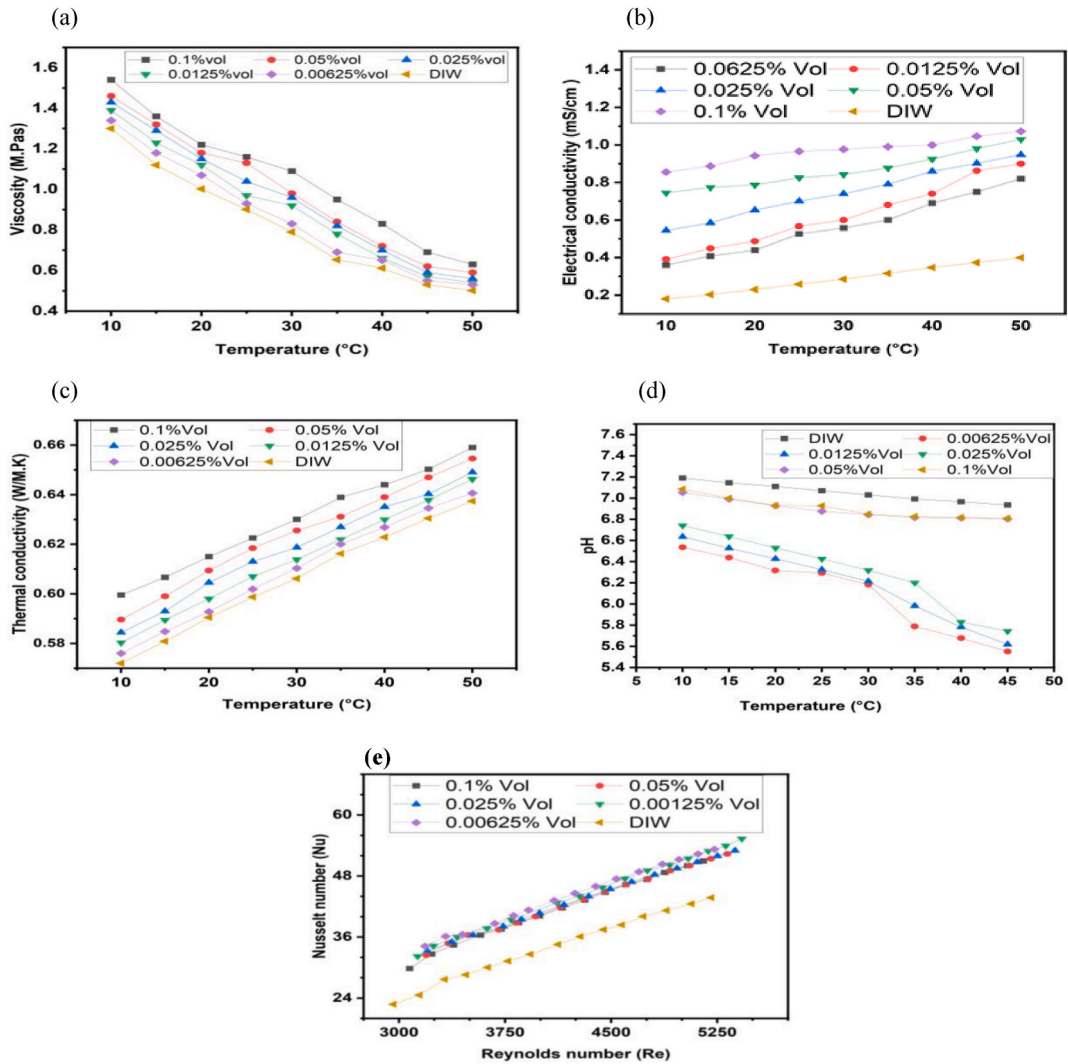 (a)
0.1%vol 0.05%vol 0.025%vol
0.0125%vol 0.00625%vol DIW
1.6
1.4
1.2
1.0
0.8
0.6
0.4
Viscosity (M.Pas)
10 20 30 40 50
Temperature (°C)
(b)
0.0625% Vol 0.0125% Vol
0.025% Vol 0.05% Vol
0.1% Vol DIW
1.4
1.2
1.0
0.8
0.6
0.4
0.2
Electrical conductivity (mS/cm)
10 20 30 40 50
Temperature (°C)
(c)
0.1%Vol 0.05% Vol
0.025% Vol 0.0125% Vol
0.00625%Vol DIW
0.66
0.64
0.62
0.60
0.58
Thermal conductivity (W/M.K)
10 20 30 40 50
Temperature (°C)
(d)
DIW 0.00625%Vol
0.0125%Vol 0.025%Vol
0.05%Vol 0.1%Vol
7.6
7.4
7.2
7.0
6.8
6.6
6.4
6.2
6.0
5.8
5.6
5.4
pH
5 10 15 20 25 30 35 40 45 50
Temperature (°C)
(e)
0.1% Vol 0.05% Vol
0.025% Vol 0.00125% Vol
0.00625% Vol DIW
60
48
36
24
Nusselt number (Nu)
3000 3750 4500 5250
Reynolds number (Re)